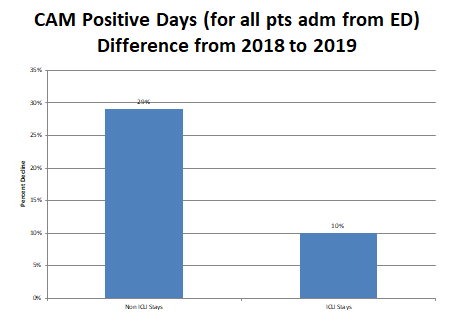 CAM Positive Days (for all pts adm from ED)
Difference from 2018 to 2019
35%
30%
25%
20%
15%
10%
5%
0%
Percent Decline
29%
10%
Non ICU Stays
ICU Stays